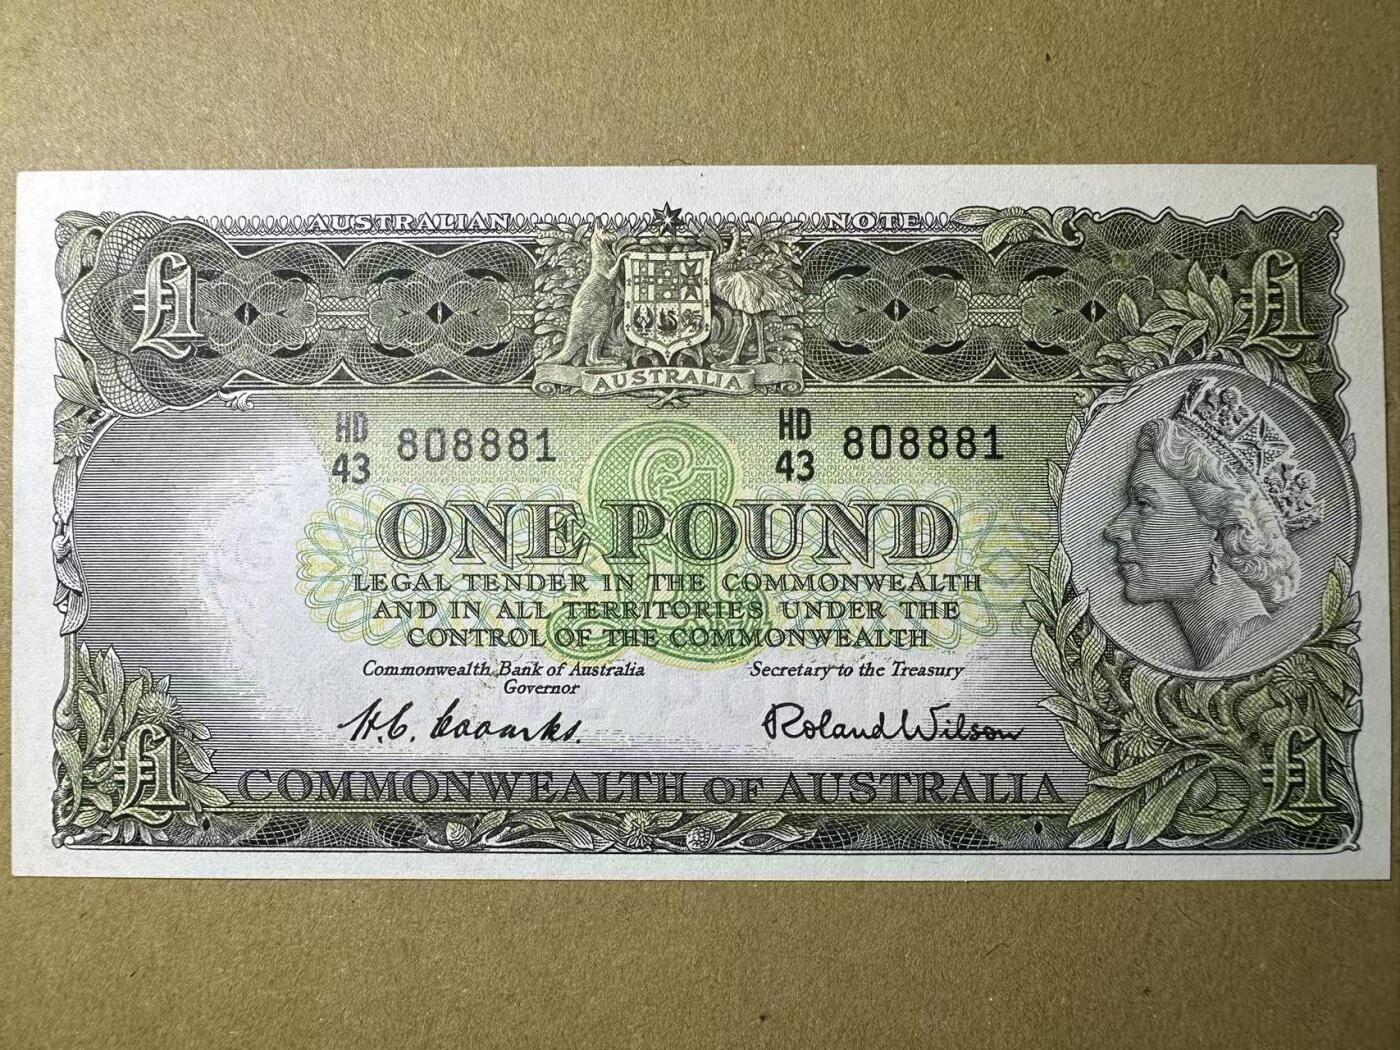 AUSTRALIAN NOTE
£1 £1
AUSTRALIA
HD 43 808881 HD 43 808881
£
ONE POUND
LEGAL TENDER IN THE COMMONWEALTH
AND IN ALL TERRITORIES UNDER THE
CONTROL OF THE COMMONWEALTH
Commonwealth Bank of Australia Secretary to the Treasury
Governor
H.C. Coombs. Roland Wilson
£1 £1
COMMONWEALTH OF AUSTRALIA